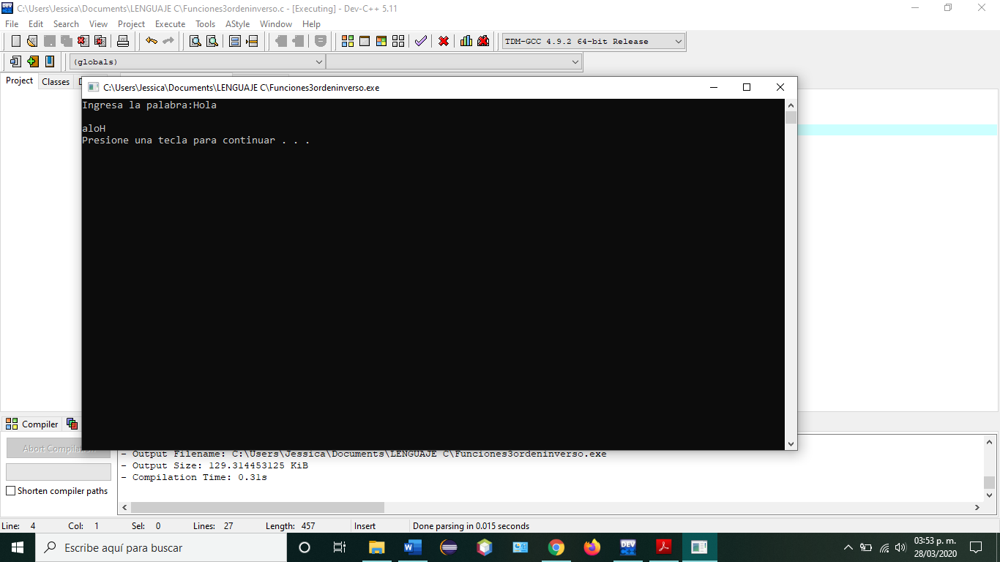 C:\Users\Jessica\Documents\LENGUAJE C\Funciones3ordeninverso.c - [Executing] - Dev-C++ 5.11
File Edit Search View Project Execute Tools AStyle Window Help
TDM-GCC 4.9.2 64-bit Release
(globals)
Project Classes
C:\Users\Jessica\Documents\LENGUAJE C\Funciones3ordeninverso.exe
Ingresa la palabra:Hola
aloH
Presione una tecla para continuar . . .
Compiler
Abort Compilation
- Output Filename: C:\Users\Jessica\Documents\LENGUAJE C\Funciones3ordeninverso.exe
- Output Size: 129.314453125 KiB
- Compilation Time: 0.31s
Shorten compiler paths
Line: 4 Col: 1 Sel: 0 Lines: 27 Length: 457 Insert Done parsing in 0.015 seconds
Escribe aquí para buscar
DEV
03:53 p. m.
28/03/2020